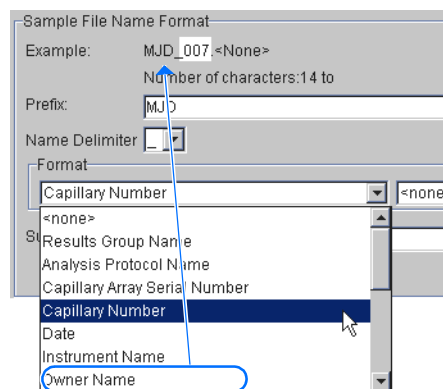 Sample File Name Format
Example: MJD_007.<None>
Number of characters:14 to
Prefix: MJD
Name Delimiter _
Format
Capillary Number <none
<none>
Results Group Name
Analysis Protocol Name
Capillary Array Serial Number
Capillary Number
Date
Instrument Name
Owner Name